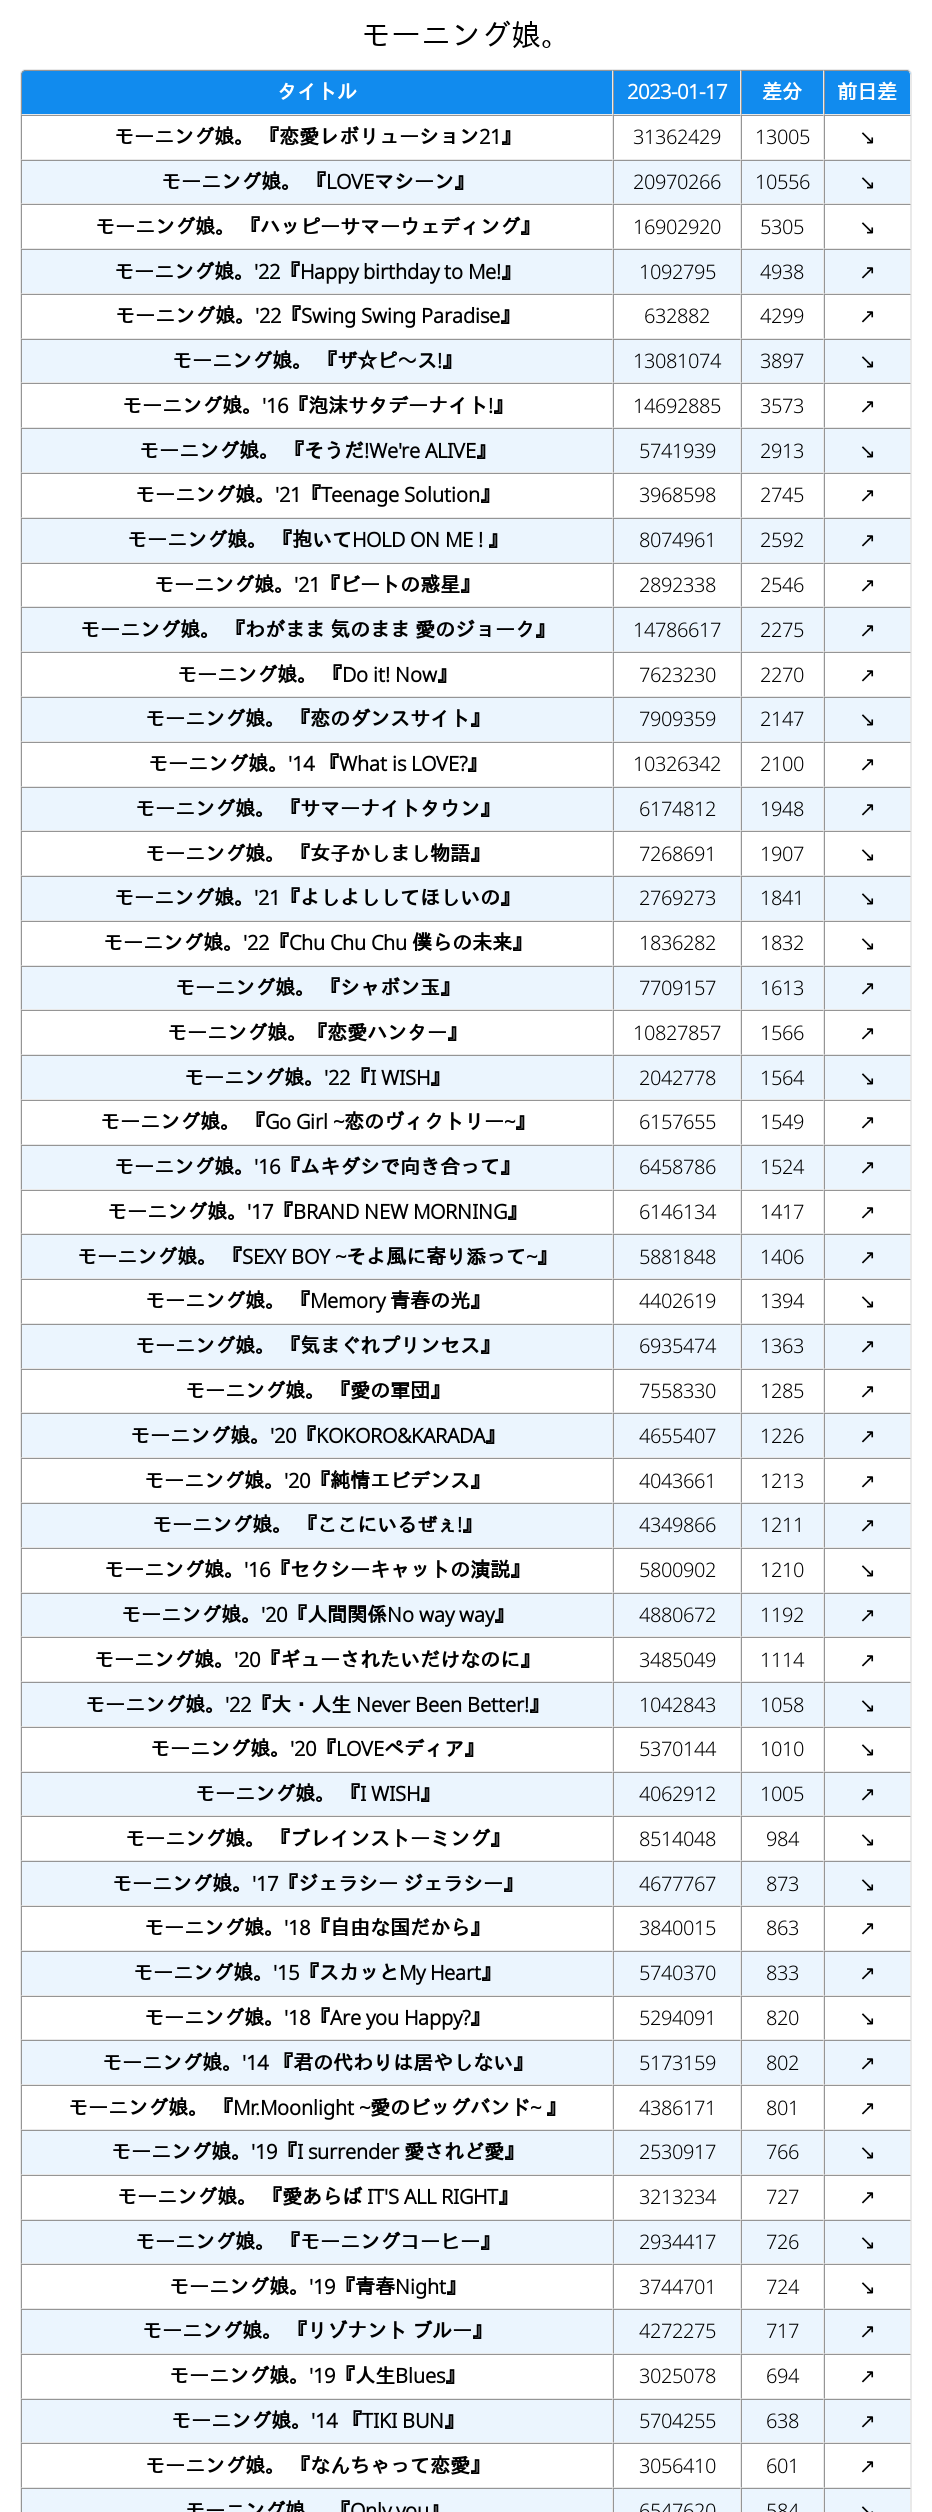 モーニング娘。
タイトル 2023-01-17 差分 前日差
モーニング娘。 『恋愛レボリューション21』 31362429 13005 ↘
モーニング娘。 『LOVEマシーン』 20970266 10556 ↘
モーニング娘。 『ハッピーサマーウェディング』 16902920 5305 ↘
モーニング娘。'22『Happy birthday to Me!』 1092795 4938 ↗
モーニング娘。'22『Swing Swing Paradise』 632882 4299 ↗
モーニング娘。 『ザ☆ピ〜ス!』 13081074 3897 ↘
モーニング娘。'16『泡沫サタデーナイト!』 14692885 3573 ↗
モーニング娘。 『そうだ!We're ALIVE』 5741939 2913 ↘
モーニング娘。'21『Teenage Solution』 3968598 2745 ↗
モーニング娘。 『抱いてHOLD ON ME ! 』 8074961 2592 ↗
モーニング娘。'21『ビートの惑星』 2892338 2546 ↗
モーニング娘。 『わがまま 気のまま 愛のジョーク』 14786617 2275 ↗
モーニング娘。 『Do it! Now』 7623230 2270 ↗
モーニング娘。 『恋のダンスサイト』 7909359 2147 ↘
モーニング娘。'14 『What is LOVE?』 10326342 2100 ↗
モーニング娘。 『サマーナイトタウン』 6174812 1948 ↗
モーニング娘。 『女子かしまし物語』 7268691 1907 ↘
モーニング娘。'21『よしよししてほしいの』 2769273 1841 ↘
モーニング娘。'22『Chu Chu Chu 僕らの未来』 1836282 1832 ↘
モーニング娘。 『シャボン玉』 7709157 1613 ↗
モーニング娘。『恋愛ハンター』 10827857 1566 ↗
モーニング娘。'22『I WISH』 2042778 1564 ↘
モーニング娘。 『Go Girl ~恋のヴィクトリー~』 6157655 1549 ↗
モーニング娘。'16『ムキダシで向き合って』 6458786 1524 ↗
モーニング娘。'17『BRAND NEW MORNING』 6146134 1417 ↗
モーニング娘。 『SEXY BOY ~そよ風に寄り添って~』 5881848 1406 ↗
モーニング娘。 『Memory 青春の光』 4402619 1394 ↘
モーニング娘。 『気まぐれプリンセス』 6935474 1363 ↗
モーニング娘。 『愛の軍団』 7558330 1285 ↗
モーニング娘。'20『KOKORO&KARADA』 4655407 1226 ↗
モーニング娘。'20『純情エビデンス』 4043661 1213 ↗
モーニング娘。 『ここにいるぜぇ!』 4349866 1211 ↗
モーニング娘。'16『セクシーキャットの演説』 5800902 1210 ↘
モーニング娘。'20『人間関係No way way』 4880672 1192 ↗
モーニング娘。'20『ギューされたいだけなのに』 3485049 1114 ↗
モーニング娘。'22『大・人生 Never Been Better!』 1042843 1058 ↘
モーニング娘。'20『LOVEペディア』 5370144 1010 ↘
モーニング娘。 『I WISH』 4062912 1005 ↗
モーニング娘。 『ブレインストーミング』 8514048 984 ↘
モーニング娘。'17『ジェラシー ジェラシー』 4677767 873 ↘
モーニング娘。'18『自由な国だから』 3840015 863 ↗
モーニング娘。'15『スカッとMy Heart』 5740370 833 ↗
モーニング娘。'18『Are you Happy?』 5294091 820 ↘
モーニング娘。'14 『君の代わりは居やしない』 5173159 802 ↗
モーニング娘。 『Mr.Moonlight ~愛のビッグバンド~ 』 4386171 801 ↗
モーニング娘。'19『I surrender 愛されど愛』 2530917 766 ↘
モーニング娘。 『愛あらば IT'S ALL RIGHT』 3213234 727 ↗
モーニング娘。 『モーニングコーヒー』 2934417 726 ↘
モーニング娘。'19『青春Night』 3744701 724 ↘
モーニング娘。 『リゾナント ブルー』 4272275 717 ↗
モーニング娘。'19『人生Blues』 3025078 694 ↗
モーニング娘。'14 『TIKI BUN』 5704255 638 ↗
モーニング娘。 『なんちゃって恋愛』 3056410 601 ↗
モーニング娘。 『Only you』 6547620 584 ↘